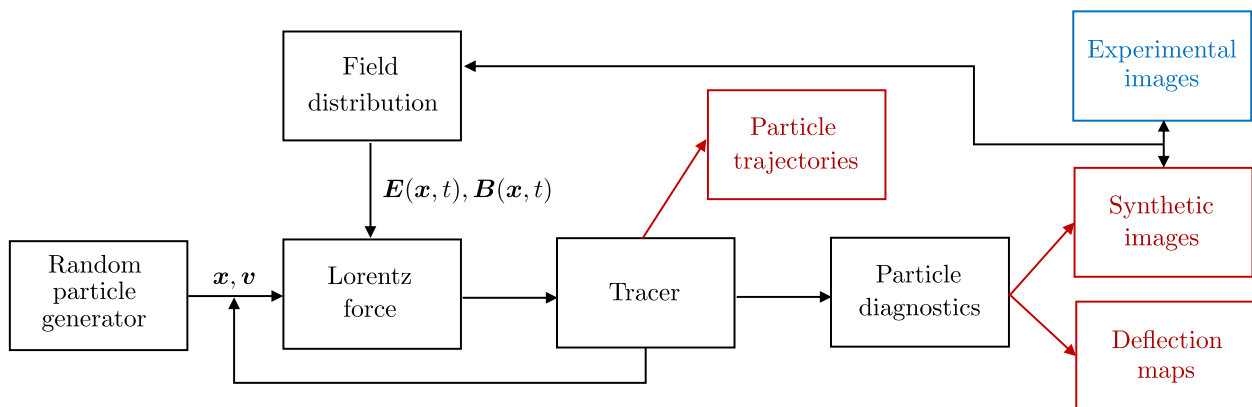 Field
distribution
Experimental
images
Particle
trajectories
E(x, t), B(x, t)
Synthetic
images
Random
particle
generator
x, v
Lorentz
force
Tracer
Particle
diagnostics
Deflection
maps